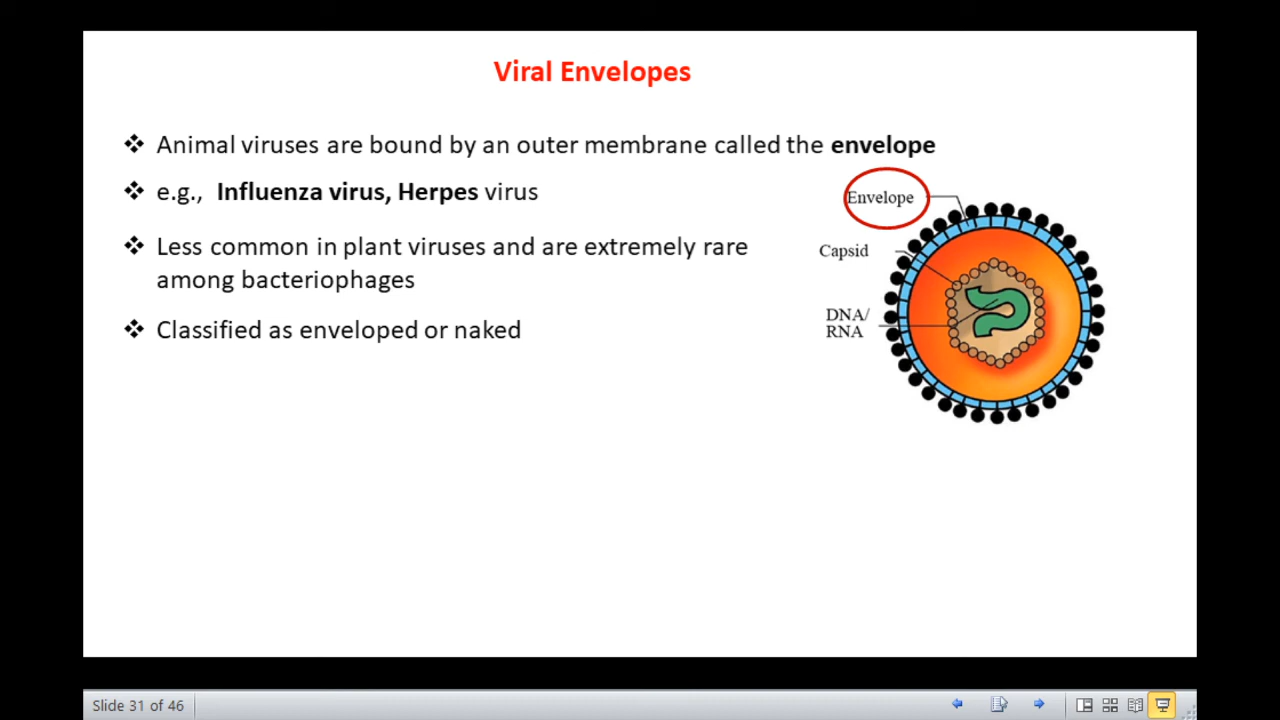 Viral Envelopes
❖ Animal viruses are bound by an outer membrane called the envelope
❖ e.g., Influenza virus, Herpes virus
❖ Less common in plant viruses and are extremely rare
among bacteriophages
❖ Classified as enveloped or naked
Envelope
Capsid
DNA/
RNA
Slide 31 of 46